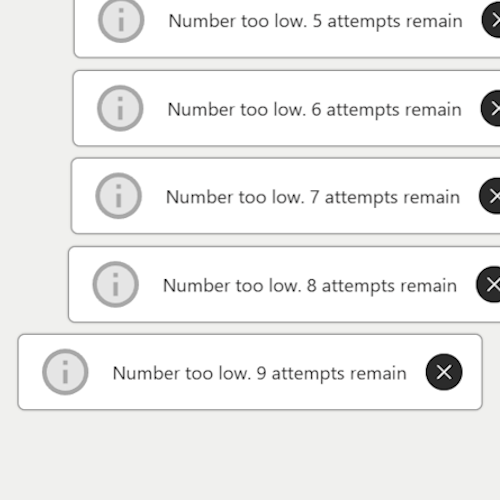 Number too low. 5 attempts remain
Number too low. 6 attempts remain
Number too low. 7 attempts remain
Number too low. 8 attempts remain
Number too low. 9 attempts remain